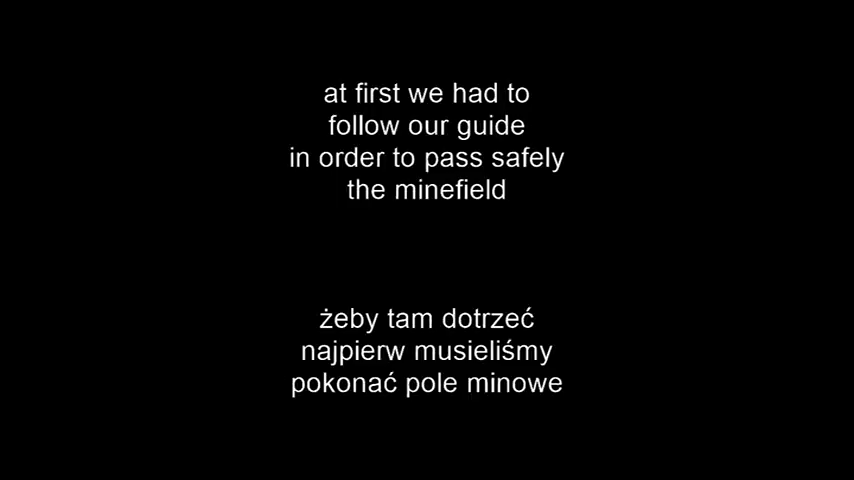 at first we had to
follow our guide
in order to pass safely
the minefield
żeby tam dotrzeć
najpierw musieliśmy
pokonać pole minowe